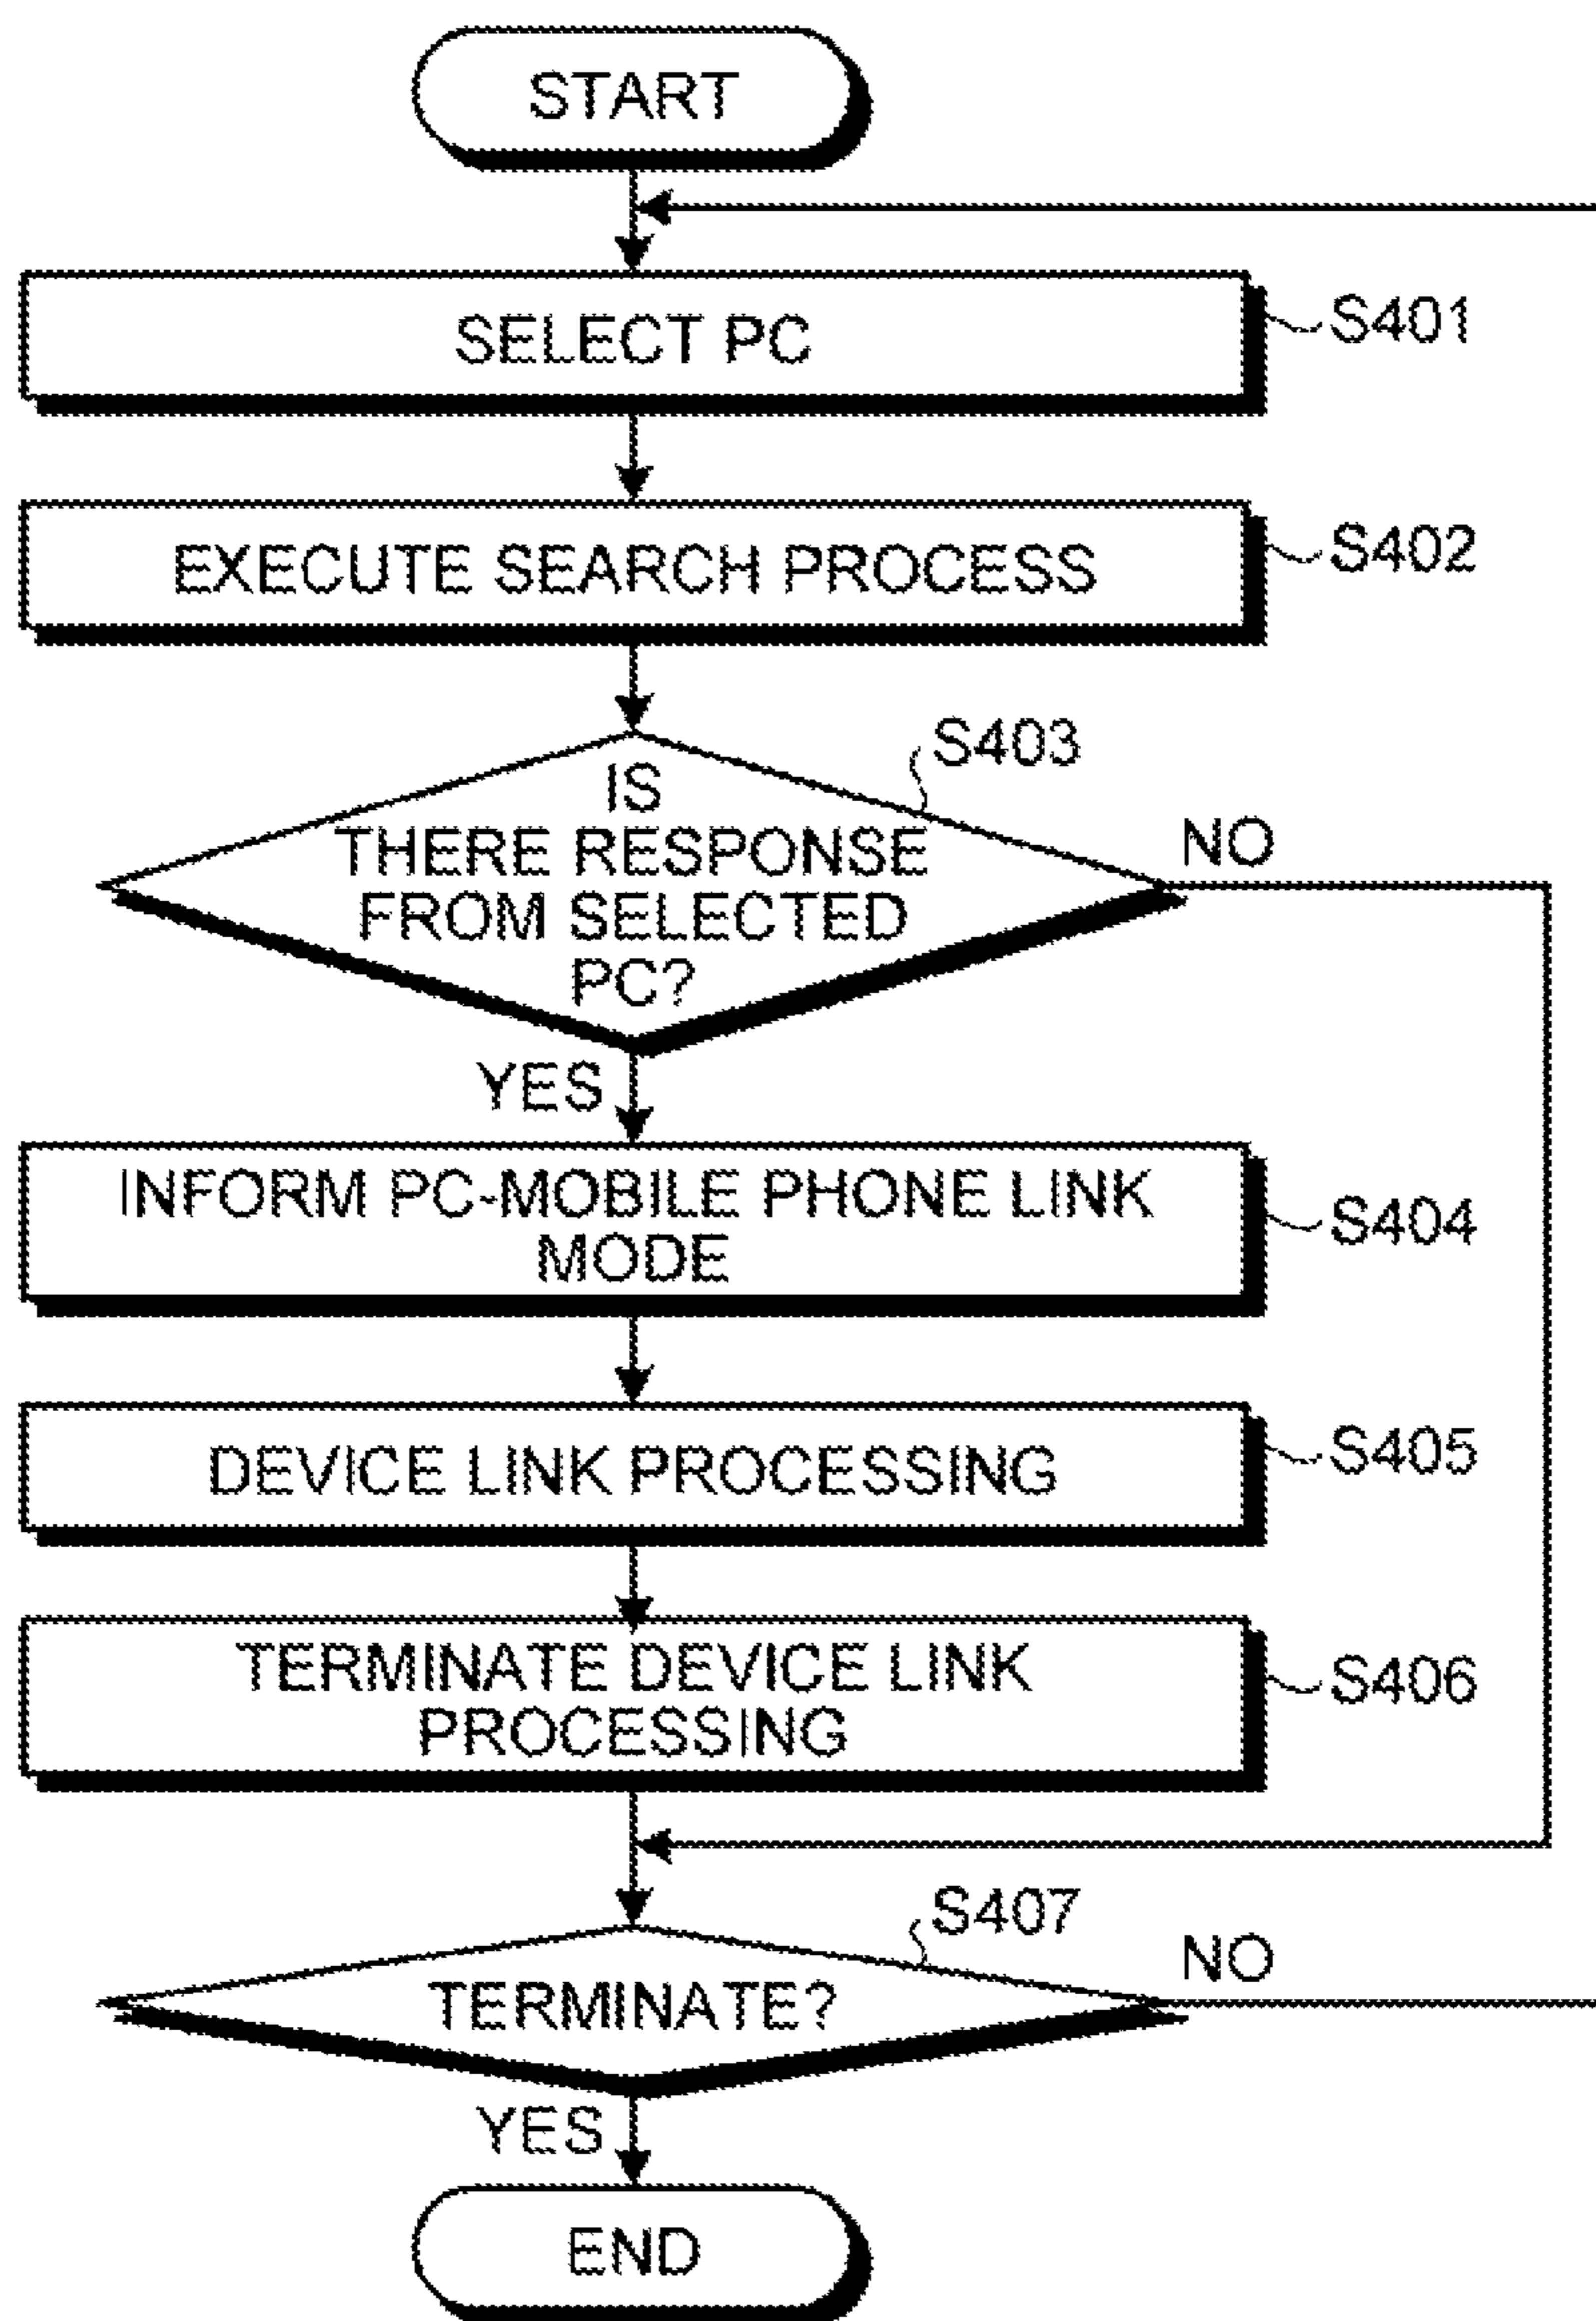 START
SELECT PC
S401
EXECUTE SEARCH PROCESS
S402
S403
IS
THERE RESPONSE
FROM SELECTED
PC?
NO
YES
INFORM PC-MOBILE PHONE LINK
MODE
S404
DEVICE LINK PROCESSING
S405
TERMINATE DEVICE LINK
PROCESSING
S406
S407
TERMINATE?
NO
YES
END